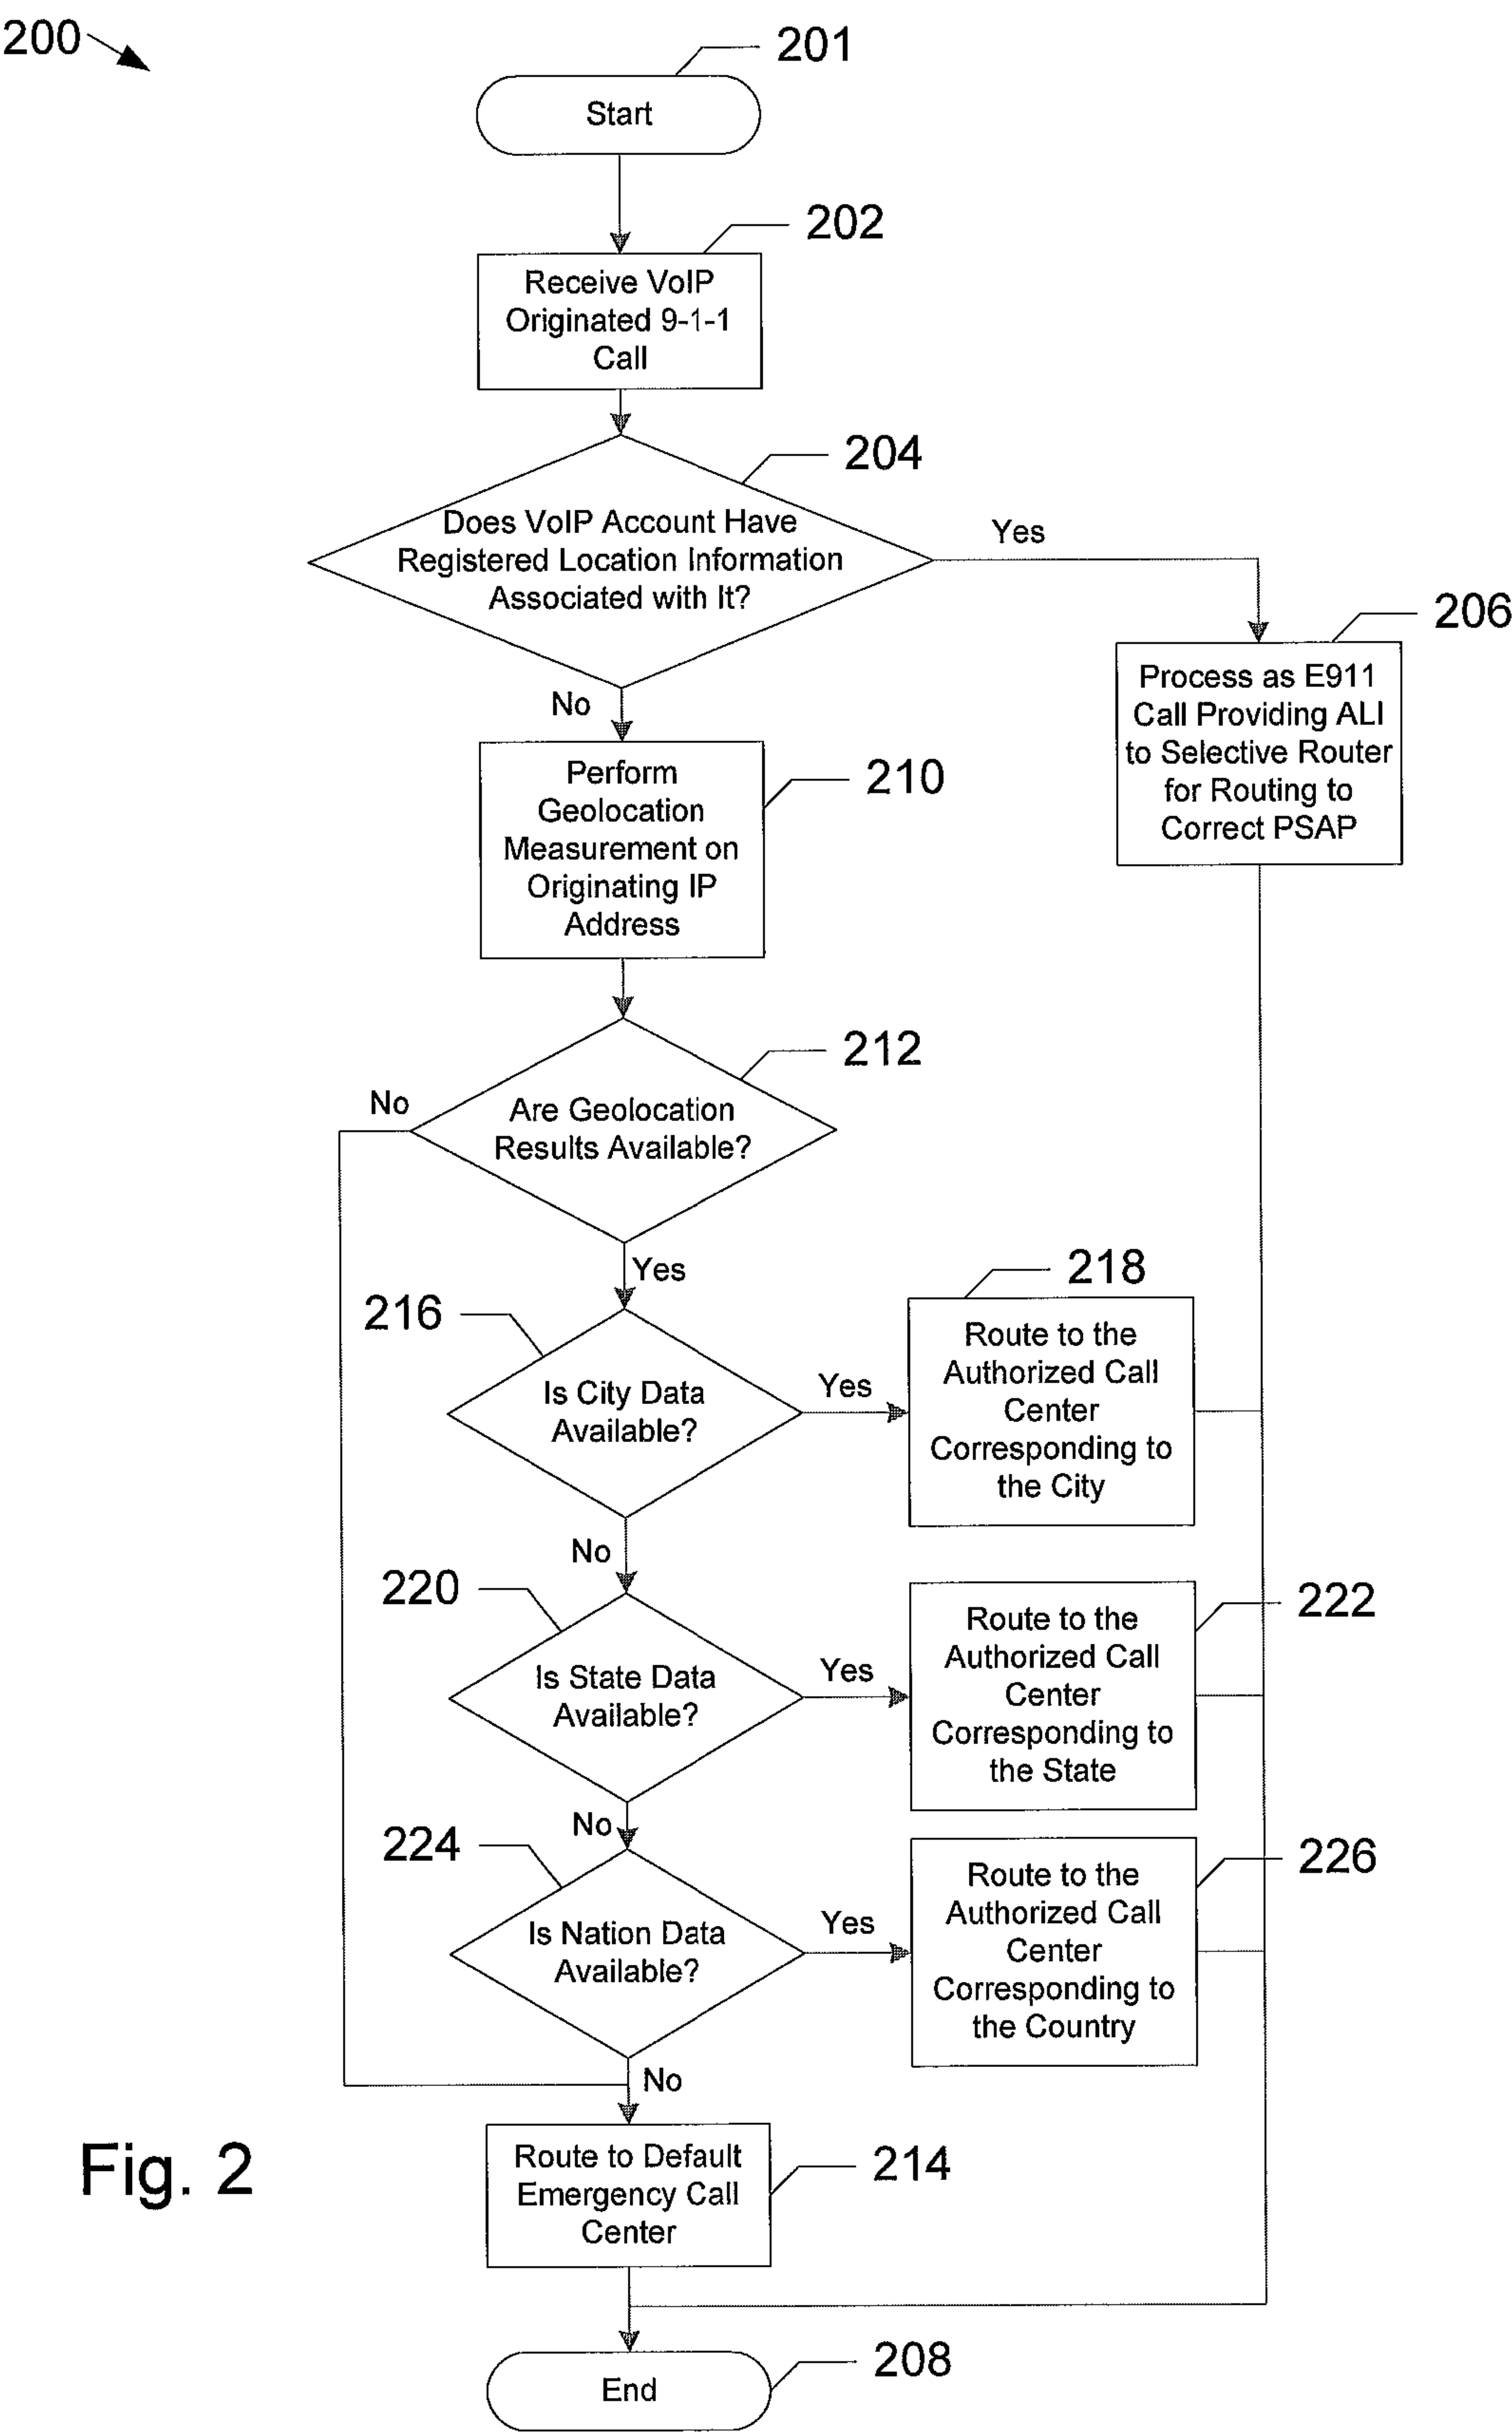 200
201
Start
202
Receive VoIP
Originated 9-1-1
Call
204
Does VoIP Account Have
Registered Location Information
Associated with It?
Yes
No
206
Process as E911
Call Providing ALI
to Selective Router
for Routing to
Correct PSAP
210
Perform
Geolocation
Measurement on
Originating IP
Address
212
No
Are Geolocation
Results Available?
Yes
216
Is City Data
Available?
Yes
218
Route to the
Authorized Call
Center
Corresponding to
the City
No
220
Is State Data
Available?
Yes
222
Route to the
Authorized Call
Center
Corresponding to
the State
No
224
Is Nation Data
Available?
Yes
226
Route to the
Authorized Call
Center
Corresponding to
the Country
No
Fig. 2
214
Route to Default
Emergency Call
Center
208
End